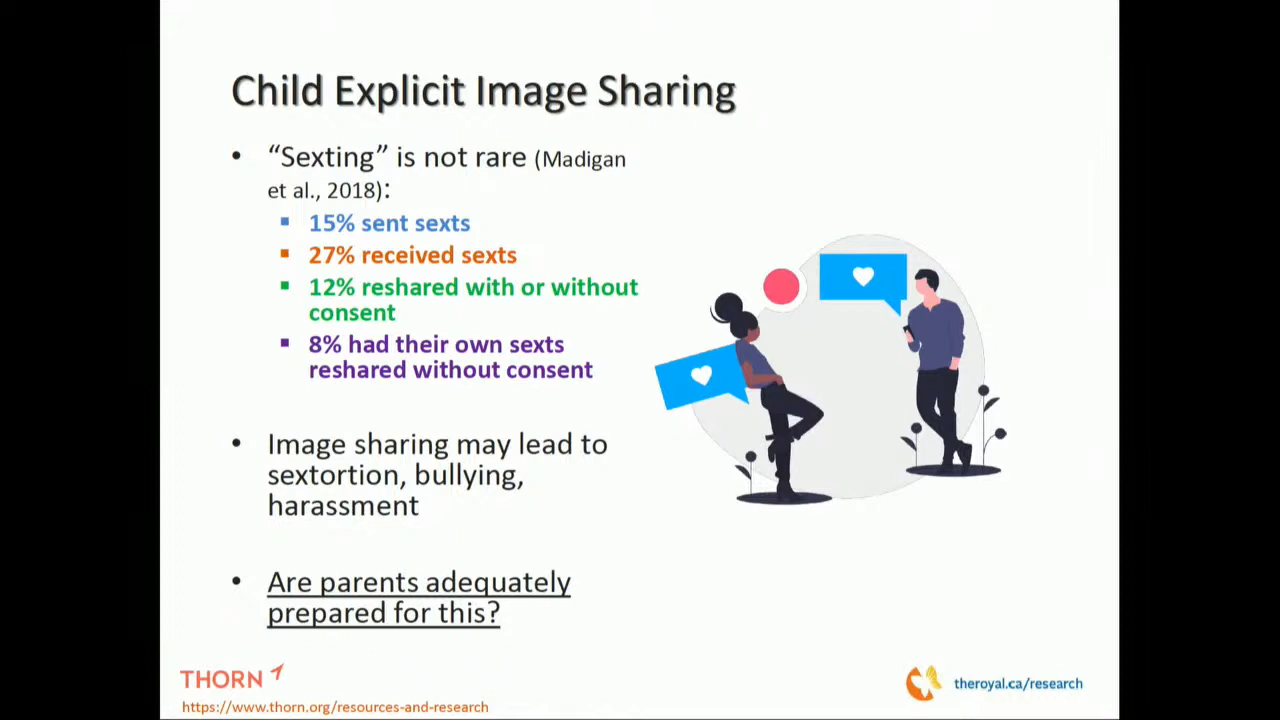 Child Explicit Image Sharing
• “Sexting” is not rare (Madigan
et al., 2018):
▪ 15% sent sexts
▪ 27% received sexts
▪ 12% reshared with or without
consent
▪ 8% had their own sexts
reshared without consent
• Image sharing may lead to
sextortion, bullying,
harassment
• Are parents adequately
prepared for this?
THORN
https://www.thorn.org/resources-and-research
theroyal.ca/research